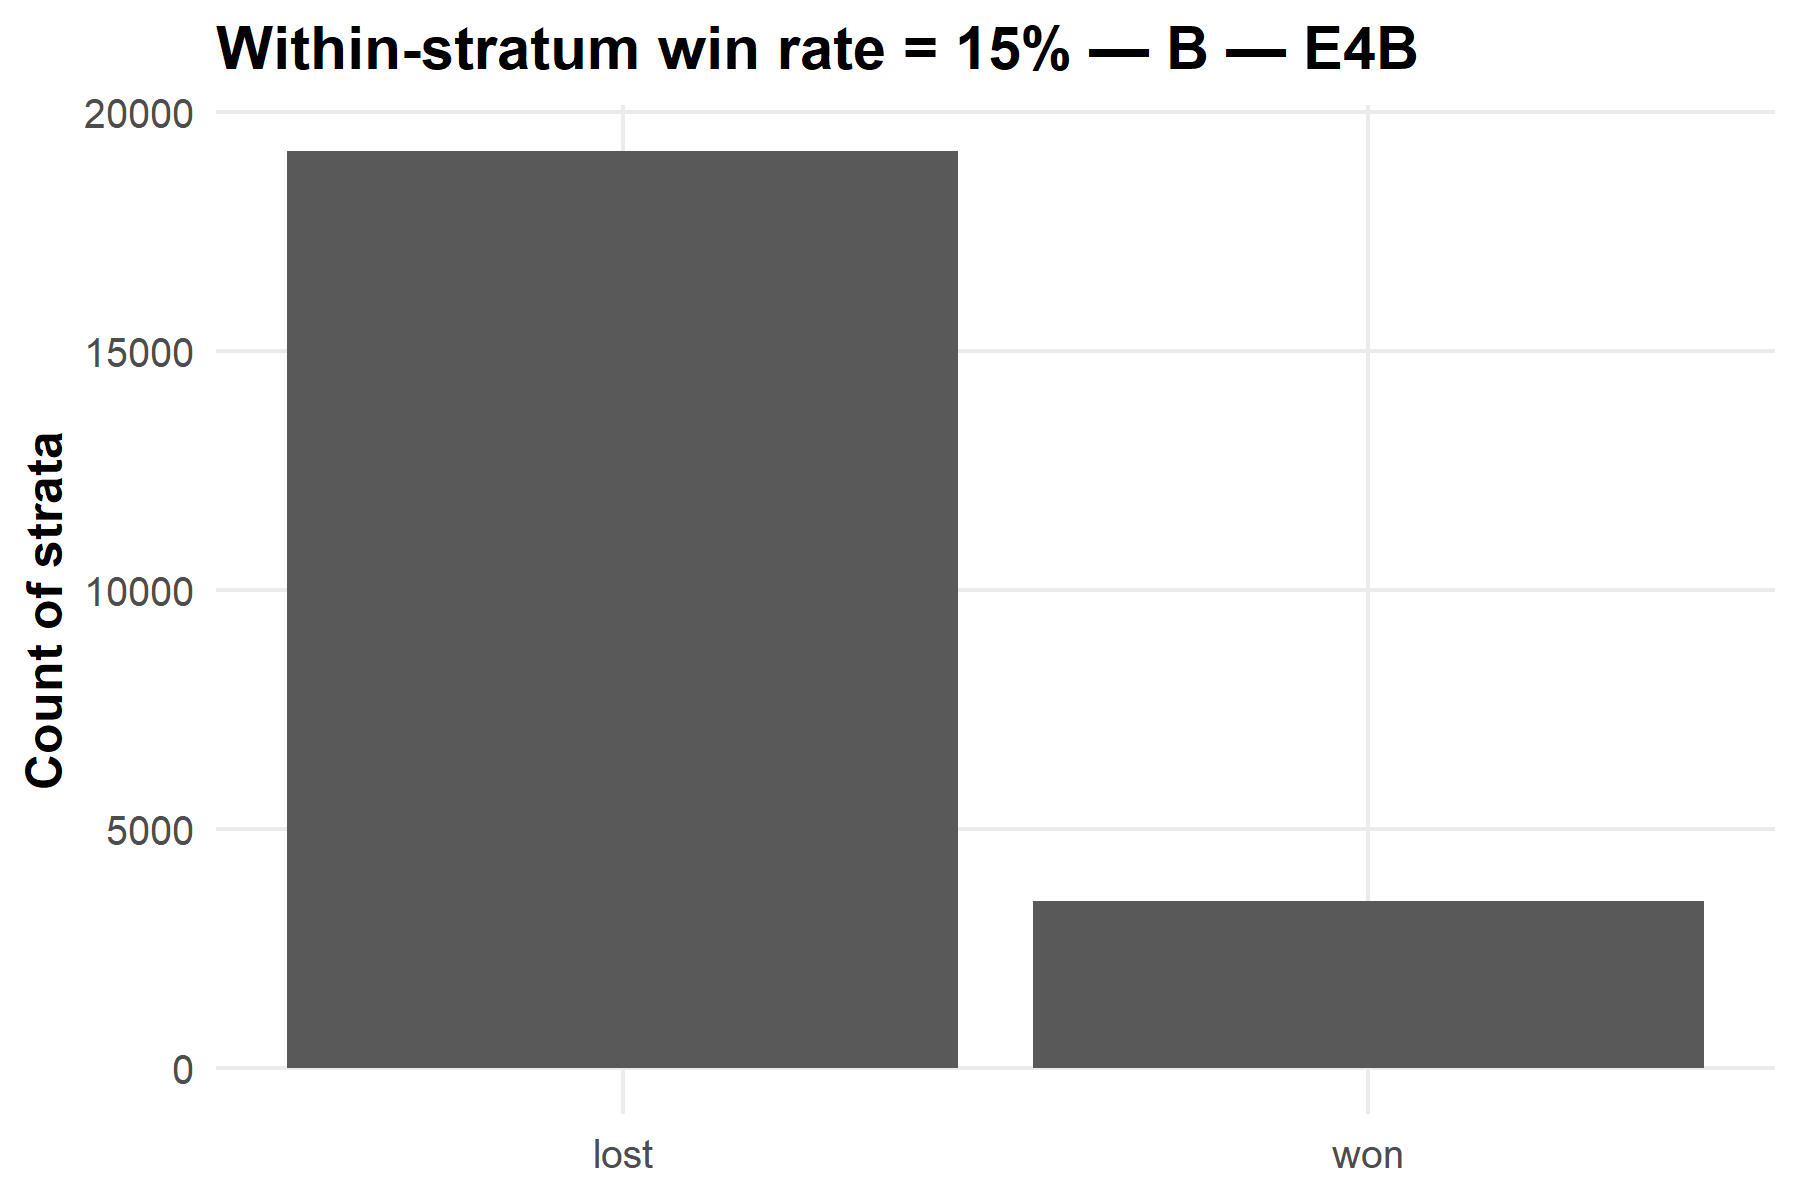 Within-stratum win rate = 15% — B — E4B
Count of strata
20000
15000
10000
5000
0
lost
won